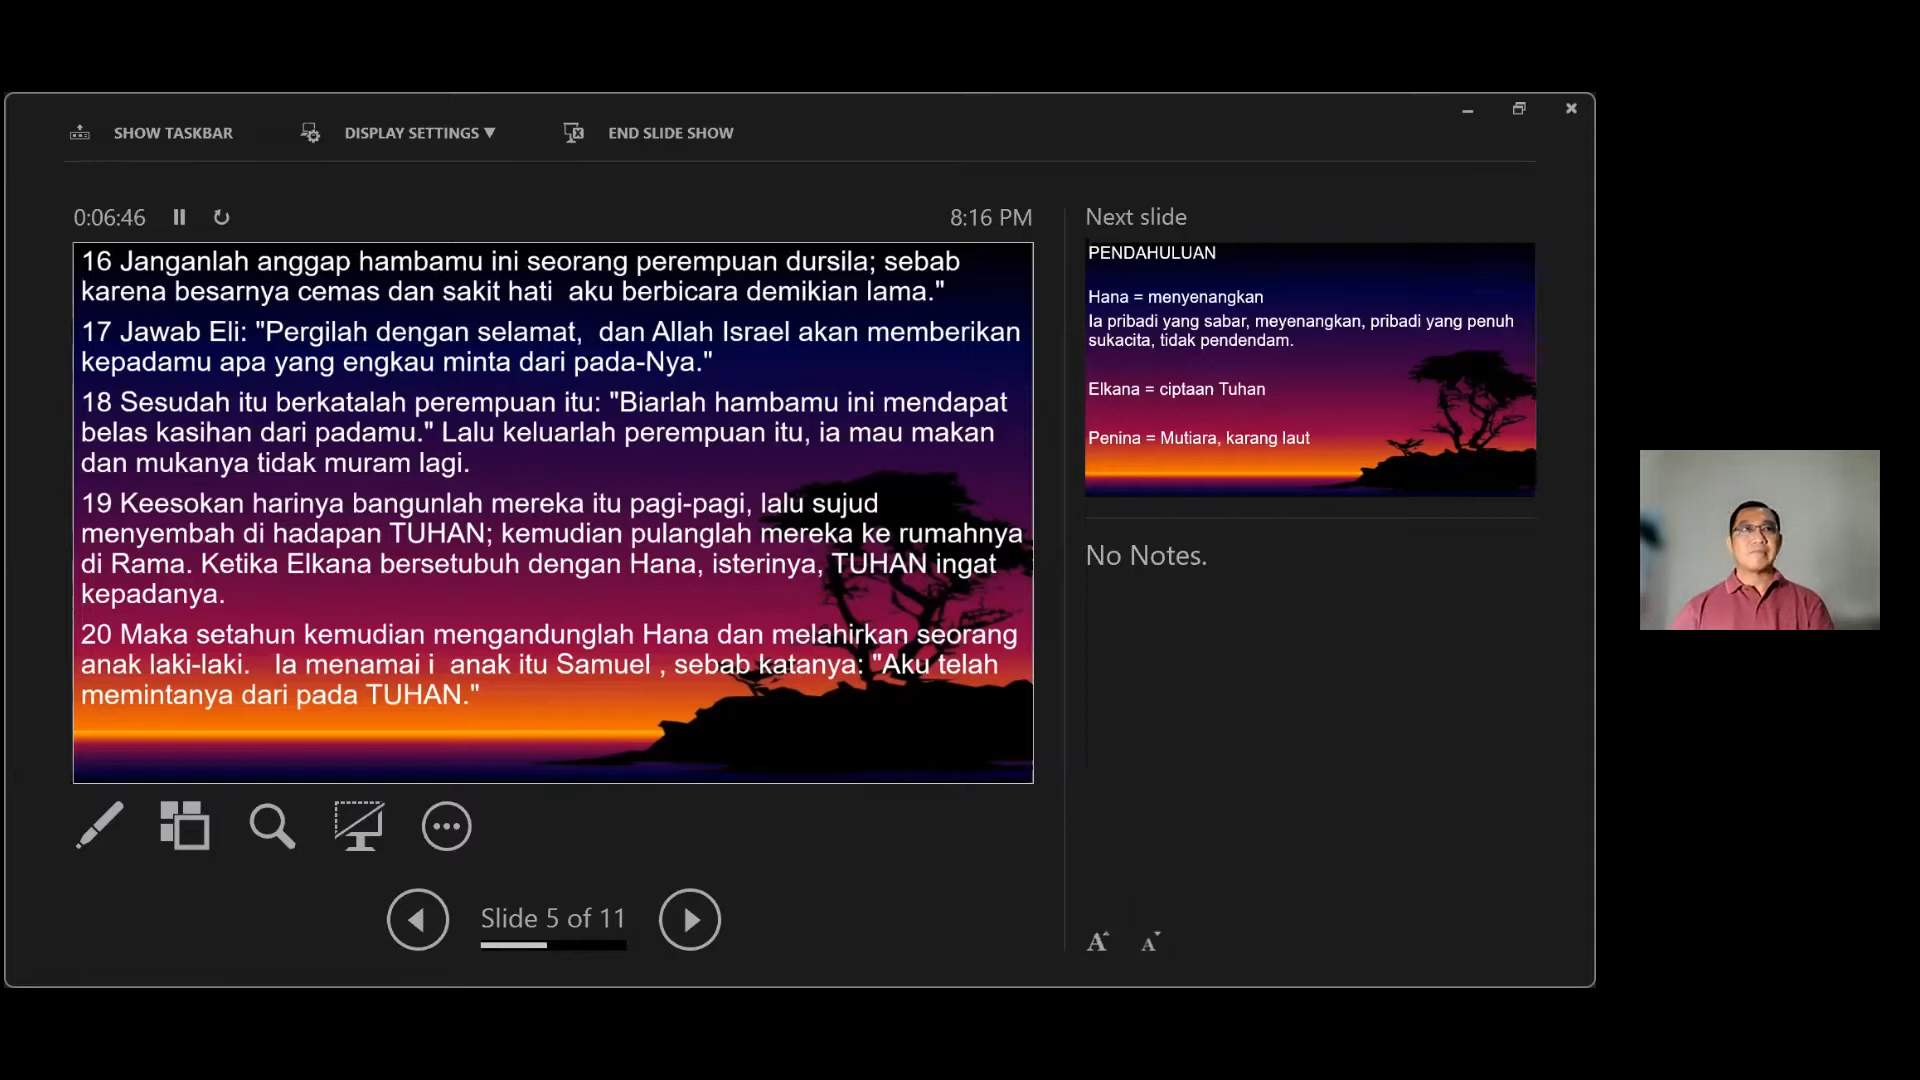 SHOW TASKBAR
DISPLAY SETTINGS ▼
END SLIDE SHOW
0:06:46
8:16 PM
16 Janganlah anggap hambamu ini seorang perempuan dursila; sebab
karena besarnya cemas dan sakit hati  aku berbicara demikian lama."
17 Jawab Eli: "Pergilah dengan selamat,  dan Allah Israel akan memberikan
kepadamu apa yang engkau minta dari pada-Nya."
18 Sesudah itu berkatalah perempuan itu: "Biarlah hambamu ini mendapat
belas kasihan dari padamu." Lalu keluarlah perempuan itu, ia mau makan
dan mukanya tidak muram lagi.
19 Keesokan harinya bangunlah mereka itu pagi-pagi, lalu sujud
menyembah di hadapan TUHAN; kemudian pulanglah mereka ke rumahnya
di Rama. Ketika Elkana bersetubuh dengan Hana, isterinya, TUHAN ingat
kepadanya.
20 Maka setahun kemudian mengandunglah Hana dan melahirkan seorang
anak laki-laki.   Ia menamai i  anak itu Samuel , sebab katanya: "Aku telah
memintanya dari pada TUHAN."
Slide 5 of 11
Next slide
PENDAHULUAN
Hana = menyenangkan
Ia pribadi yang sabar, meyenangkan, pribadi yang penuh
sukacita, tidak pendendam.
Elkana = ciptaan Tuhan
Penina = Mutiara, karang laut
No Notes.
A A